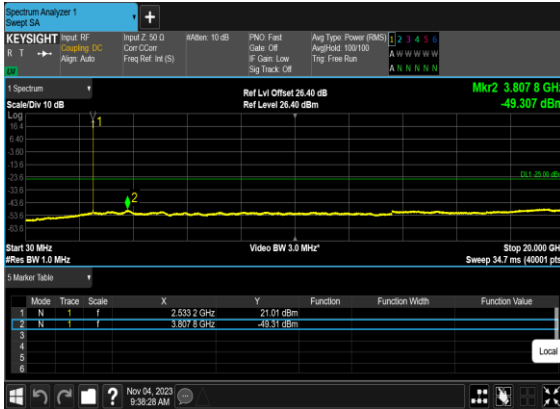 Spectrum Analyzer 1
Swept SA
KEYSIGHT
R T
Input: RF
Coupling: DC
Align: Auto
Input Z: 50 Ω
Corr CCorr
Freq Ref: Int (S)
#Atten: 10 dB
PNO: Fast
Gate: Off
IF Gain: Low
Sig Track: Off
Avg Type: Power (RMS)
Avg|Hold: 100/100
Trig: Free Run
1 2 3 4 5 6
A W W W W W
A N N N N N
1 Spectrum
Scale/Div 10 dB
Ref Lvl Offset 26.40 dB
Ref Level 26.40 dBm
Mkr2 3.807 8 GHz
-49.307 dBm
Log
16.4
6.40
-3.60
-13.6
-23.6
-33.6
-43.6
-53.6
-63.6
1
2
DL1 -25.00 dBm
Start 30 MHz
#Res BW 1.0 MHz
Video BW 3.0 MHz*
Stop 20.000 GHz
Sweep 34.7 ms (40001 pts)
5 Marker Table
Mode Trace Scale X Y Function Function Width Function Value
1 N 1 f 2.533 2 GHz 21.01 dBm
2 N 1 f 3.807 8 GHz -49.31 dBm
3
4
5
6
Local
?
Nov 04, 2023
9:38:28 AM